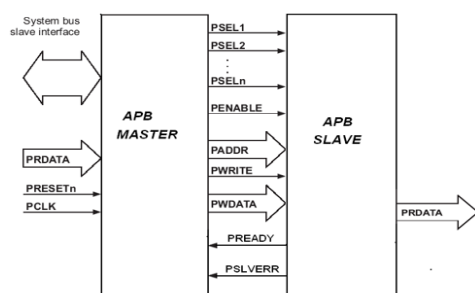 System bus
slave interface
PRDATA
PRESETn
PCLK
APB
MASTER
PSEL1
PSEL2
PSELn
PENABLE
PADDR
PWRITE
PWDATA
PREADY
PSLVERR
APB
SLAVE
PRDATA